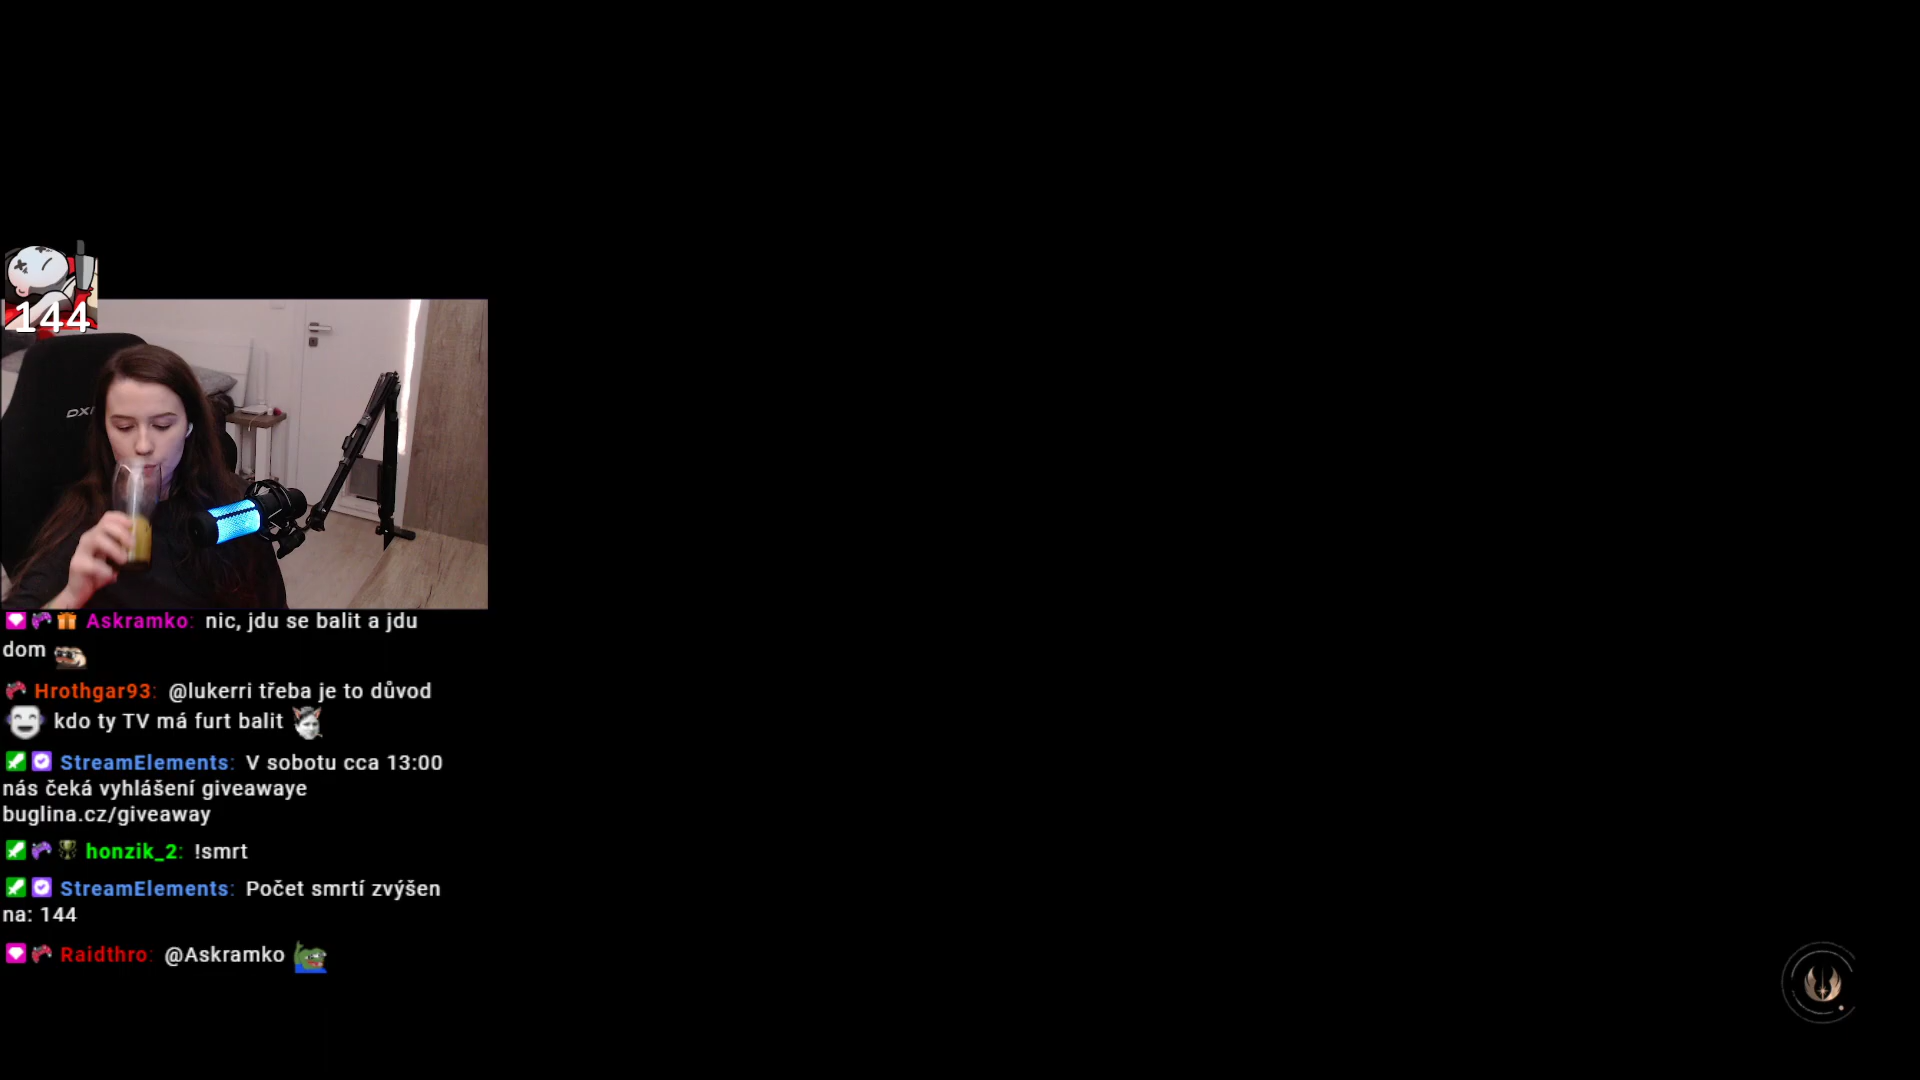 144
DXR
Askramko: nic, jdu se balit a jdu
dom
Hrothgar93: @lukerri třeba je to důvod
kdo ty TV má furt balit
StreamElements: V sobotu cca 13:00
nás čeká vyhlášení giveawaye
buglina.cz/giveaway
honzik_2: !smrt
StreamElements: Počet smrtí zvýšen
na: 144
Raidthro: @Askramko